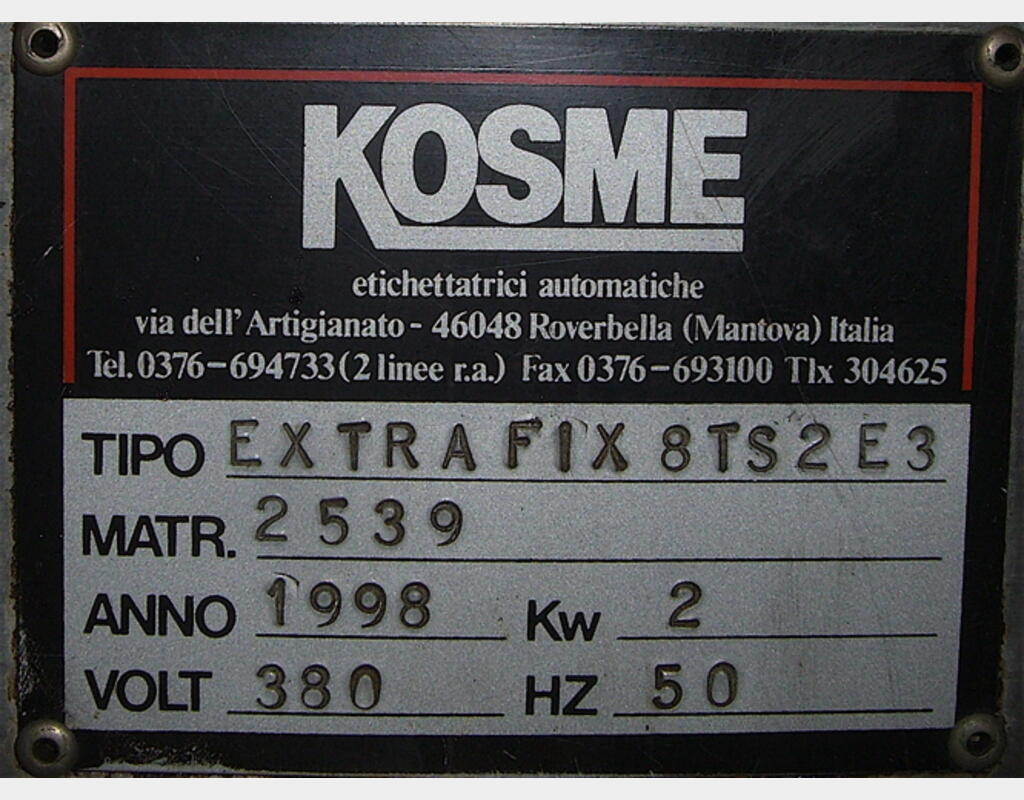 KOSME
etichettatrici automatiche
via dell'Artigianato - 46048 Roverbella (Mantova) Italia
Tel. 0376-694733 (2 linee r.a.) Fax 0376-693100 Tlx 304625
TIPO EXTRAFIX 8TS2E3
MATR. 2539
ANNO 1998 Kw 2
VOLT 380 HZ 50